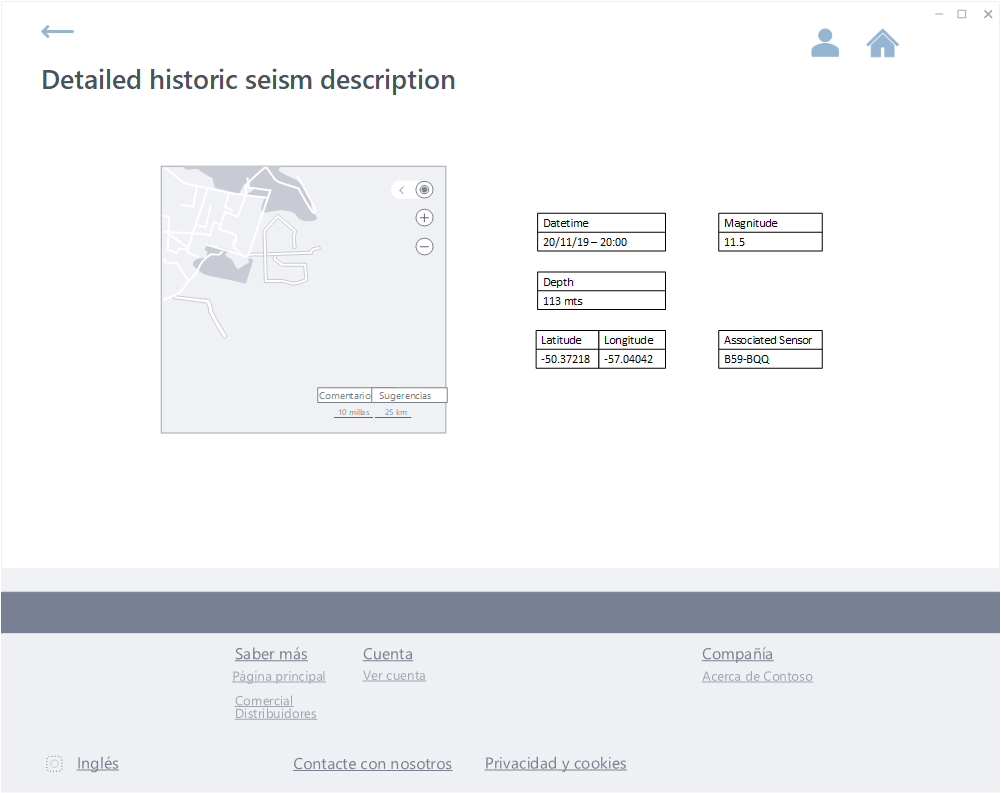 Detailed historic seism description
Datetime
20/11/19 – 20:00
Magnitude
11.5
Depth
113 mts
Latitude Longitude
-50.37218 -57.04042
Associated Sensor
B59-BQQ
Comentario Sugerencias
10 millas 25 km
Saber más Cuenta Compañía
Página principal Ver cuenta Acerca de Contoso
Comercial
Distribuidores
Inglés Contacte con nosotros Privacidad y cookies